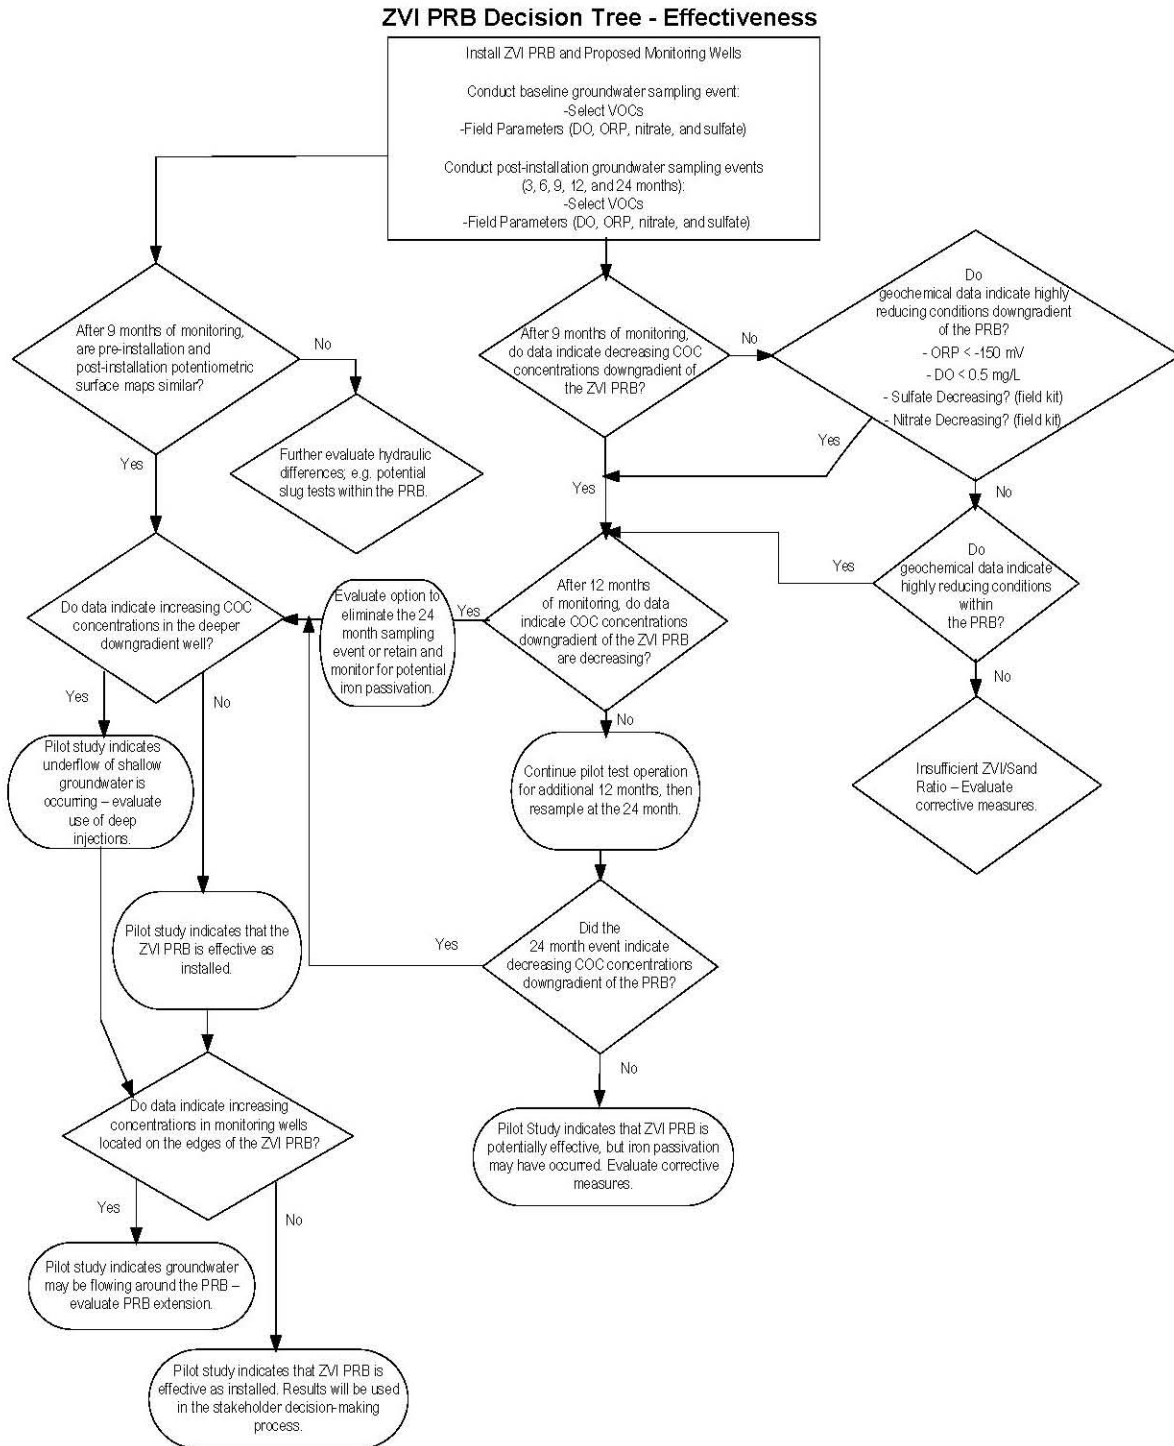 ZVI PRB Decision Tree - Effectiveness
Install ZVI PRB and Proposed Monitoring Wells
Conduct baseline groundwater sampling event:
-Select VOCs
-Field Parameters (DO, ORP, nitrate, and sulfate)
Conduct post-installation groundwater sampling events
(3, 6, 9, 12, and 24 months):
-Select VOCs
-Field Parameters (DO, ORP, nitrate, and sulfate)
After 9 months of monitoring,
are pre-installation and
post-installation potentiometric
surface maps similar?
No
Yes
Further evaluate hydraulic
differences; e.g. potential
slug tests within the PRB.
After 9 months of monitoring,
do data indicate decreasing COC
concentrations downgradient of
the ZVI PRB?
No
Yes
Do
geochemical data indicate highly
reducing conditions downgradient
of the PRB?
- ORP < -150 mV
- DO < 0.5 mg/L
- Sulfate Decreasing? (field kit)
- Nitrate Decreasing? (field kit)
Yes
No
Do
geochemical data indicate
highly reducing conditions
within
the PRB?
Yes
No
Insufficient ZVI/Sand
Ratio – Evaluate
corrective measures.
After 12 months
of monitoring, do data
indicate COC concentrations
downgradient of the ZVI PRB
are decreasing?
Yes
No
Evaluate option to
eliminate the 24
month sampling
event or retain and
monitor for potential
iron passivation.
Do data indicate increasing COC
concentrations in the deeper
downgradient well?
Yes
No
Pilot study indicates
underflow of shallow
groundwater is
occurring – evaluate
use of deep
injections.
Pilot study indicates that the
ZVI PRB is effective as
installed.
Continue pilot test operation
for additional 12 months, then
resample at the 24 month.
Did the
24 month event indicate
decreasing COC concentrations
downgradient of the PRB?
Yes
No
Pilot Study indicates that ZVI PRB is
potentially effective, but iron passivation
may have occurred. Evaluate corrective
measures.
Do data indicate increasing
concentrations in monitoring wells
located on the edges of the ZVI PRB?
Yes
No
Pilot study indicates groundwater
may be flowing around the PRB –
evaluate PRB extension.
Pilot study indicates that ZVI PRB is
effective as installed. Results will be used
in the stakeholder decision-making
process.